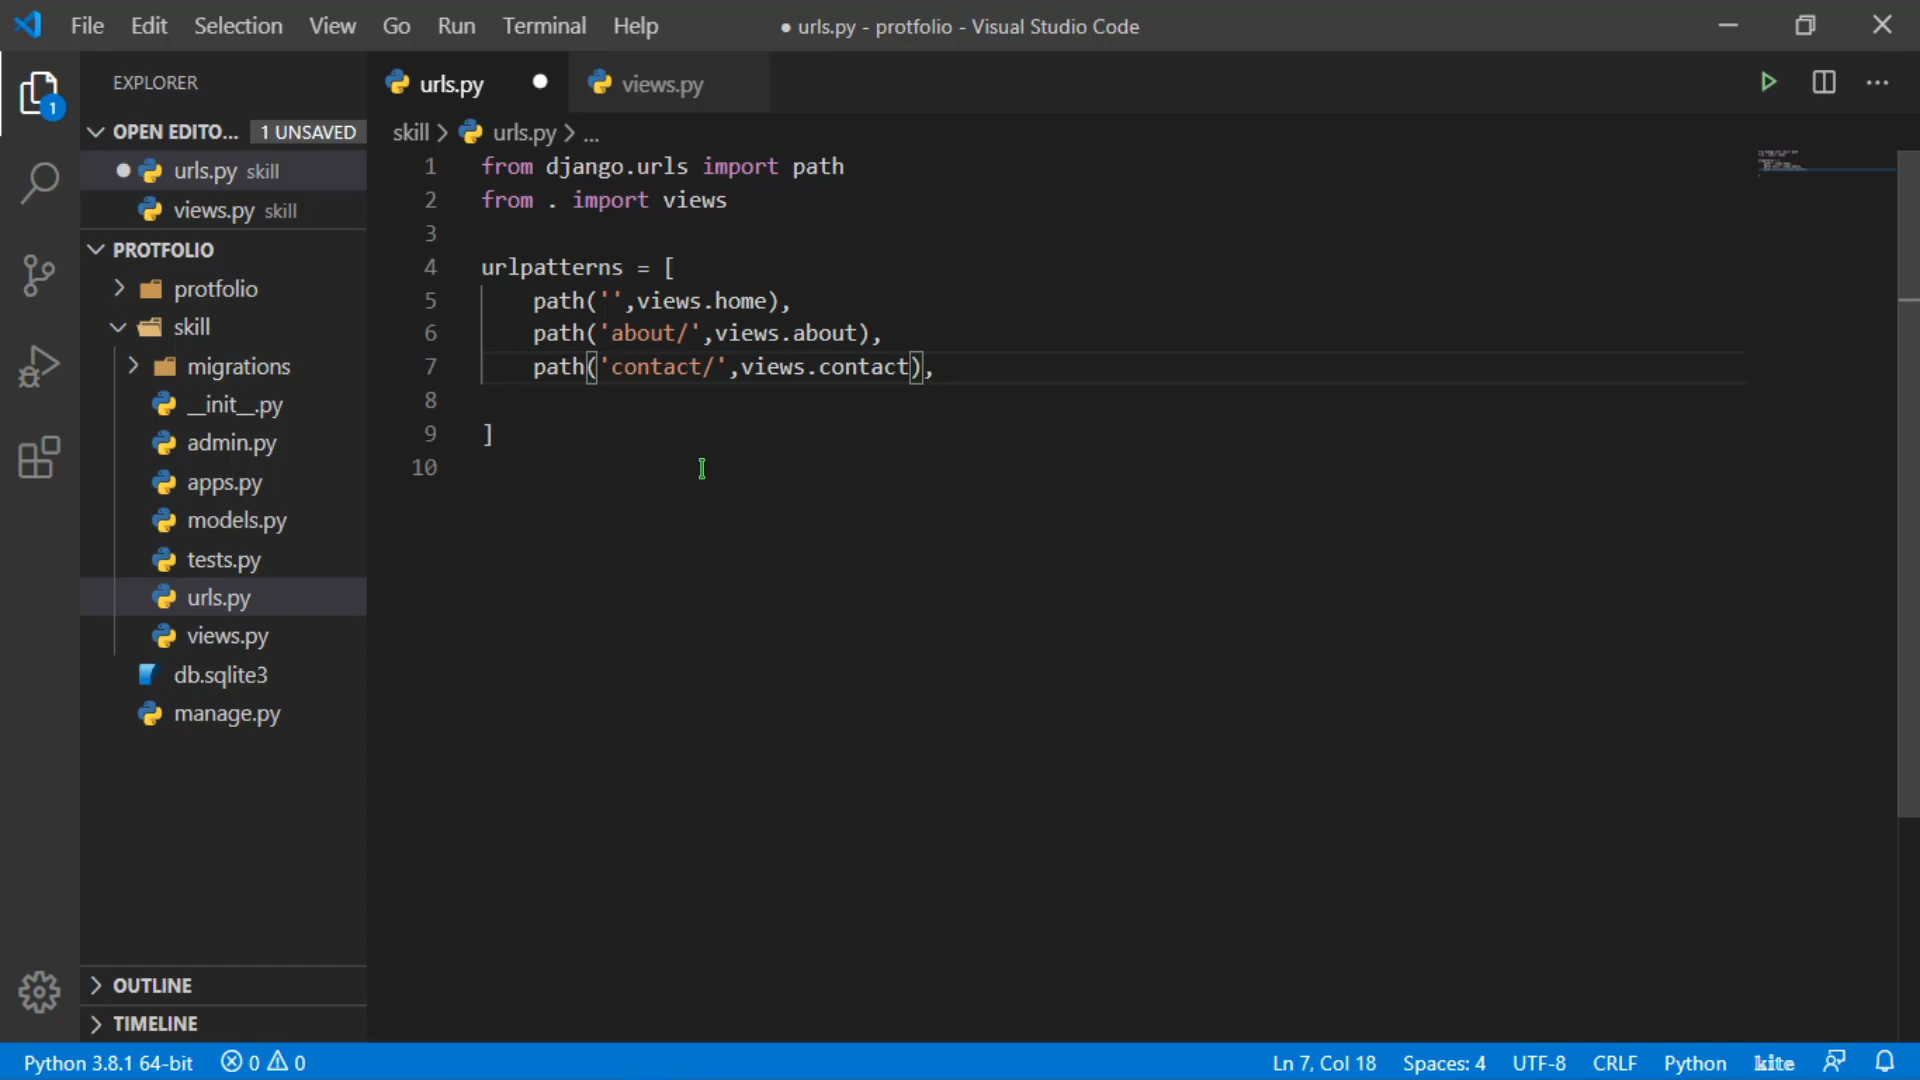 File Edit Selection View Go Run Terminal Help ● urls.py - protfolio - Visual Studio Code
EXPLORER
urls.py
views.py
OPEN EDITO... 1 UNSAVED
urls.py skill
views.py skill
PROTFOLIO
protfolio
skill
migrations
__init__.py
admin.py
apps.py
models.py
tests.py
urls.py
views.py
db.sqlite3
manage.py
OUTLINE
TIMELINE
1
skill > urls.py > ...
1 from django.urls import path
2 from . import views
3
4 urlpatterns = [
5 path('',views.home),
6 path('about/',views.about),
7 path('contact/',views.contact),
8
9 ]
10
Python 3.8.1 64-bit 0 0 Ln 7, Col 18 Spaces: 4 UTF-8 CRLF Python kite